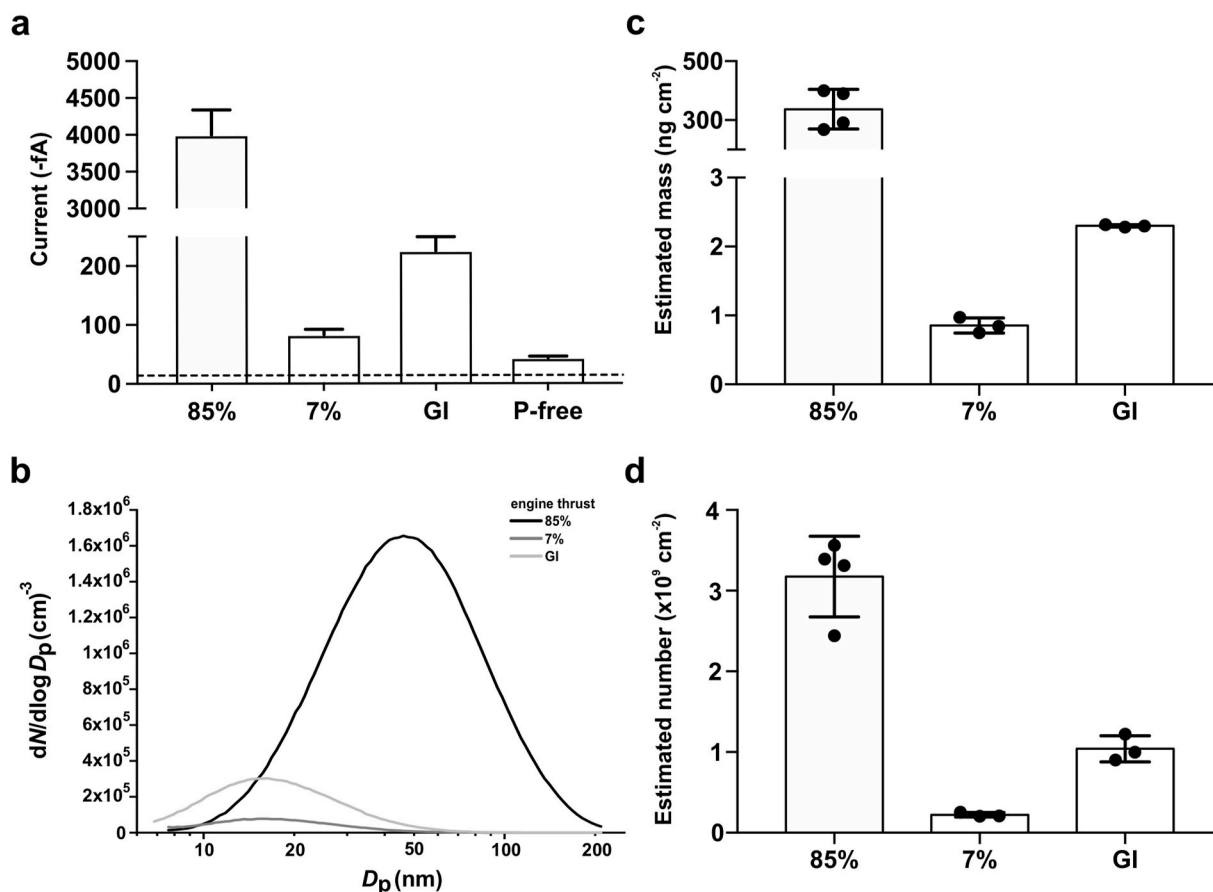 a
Current (-fA)
5000
4500
4000
3500
3000
200
100
0
85%
7%
GI
P-free
c
Estimated mass (ng cm⁻²)
500
300
3
2
1
0
85%
7%
GI
b
dN/dlogDp(cm)⁻³
1.8x10⁶
1.6x10⁶
1.4x10⁶
1.2x10⁶
1x10⁶
8x10⁵
6x10⁵
4x10⁵
2x10⁵
0
10
20
50
100
200
Dp(nm)
engine thrust
85%
7%
GI
d
Estimated number (x10⁹ cm⁻²)
4
3
2
1
0
85%
7%
GI